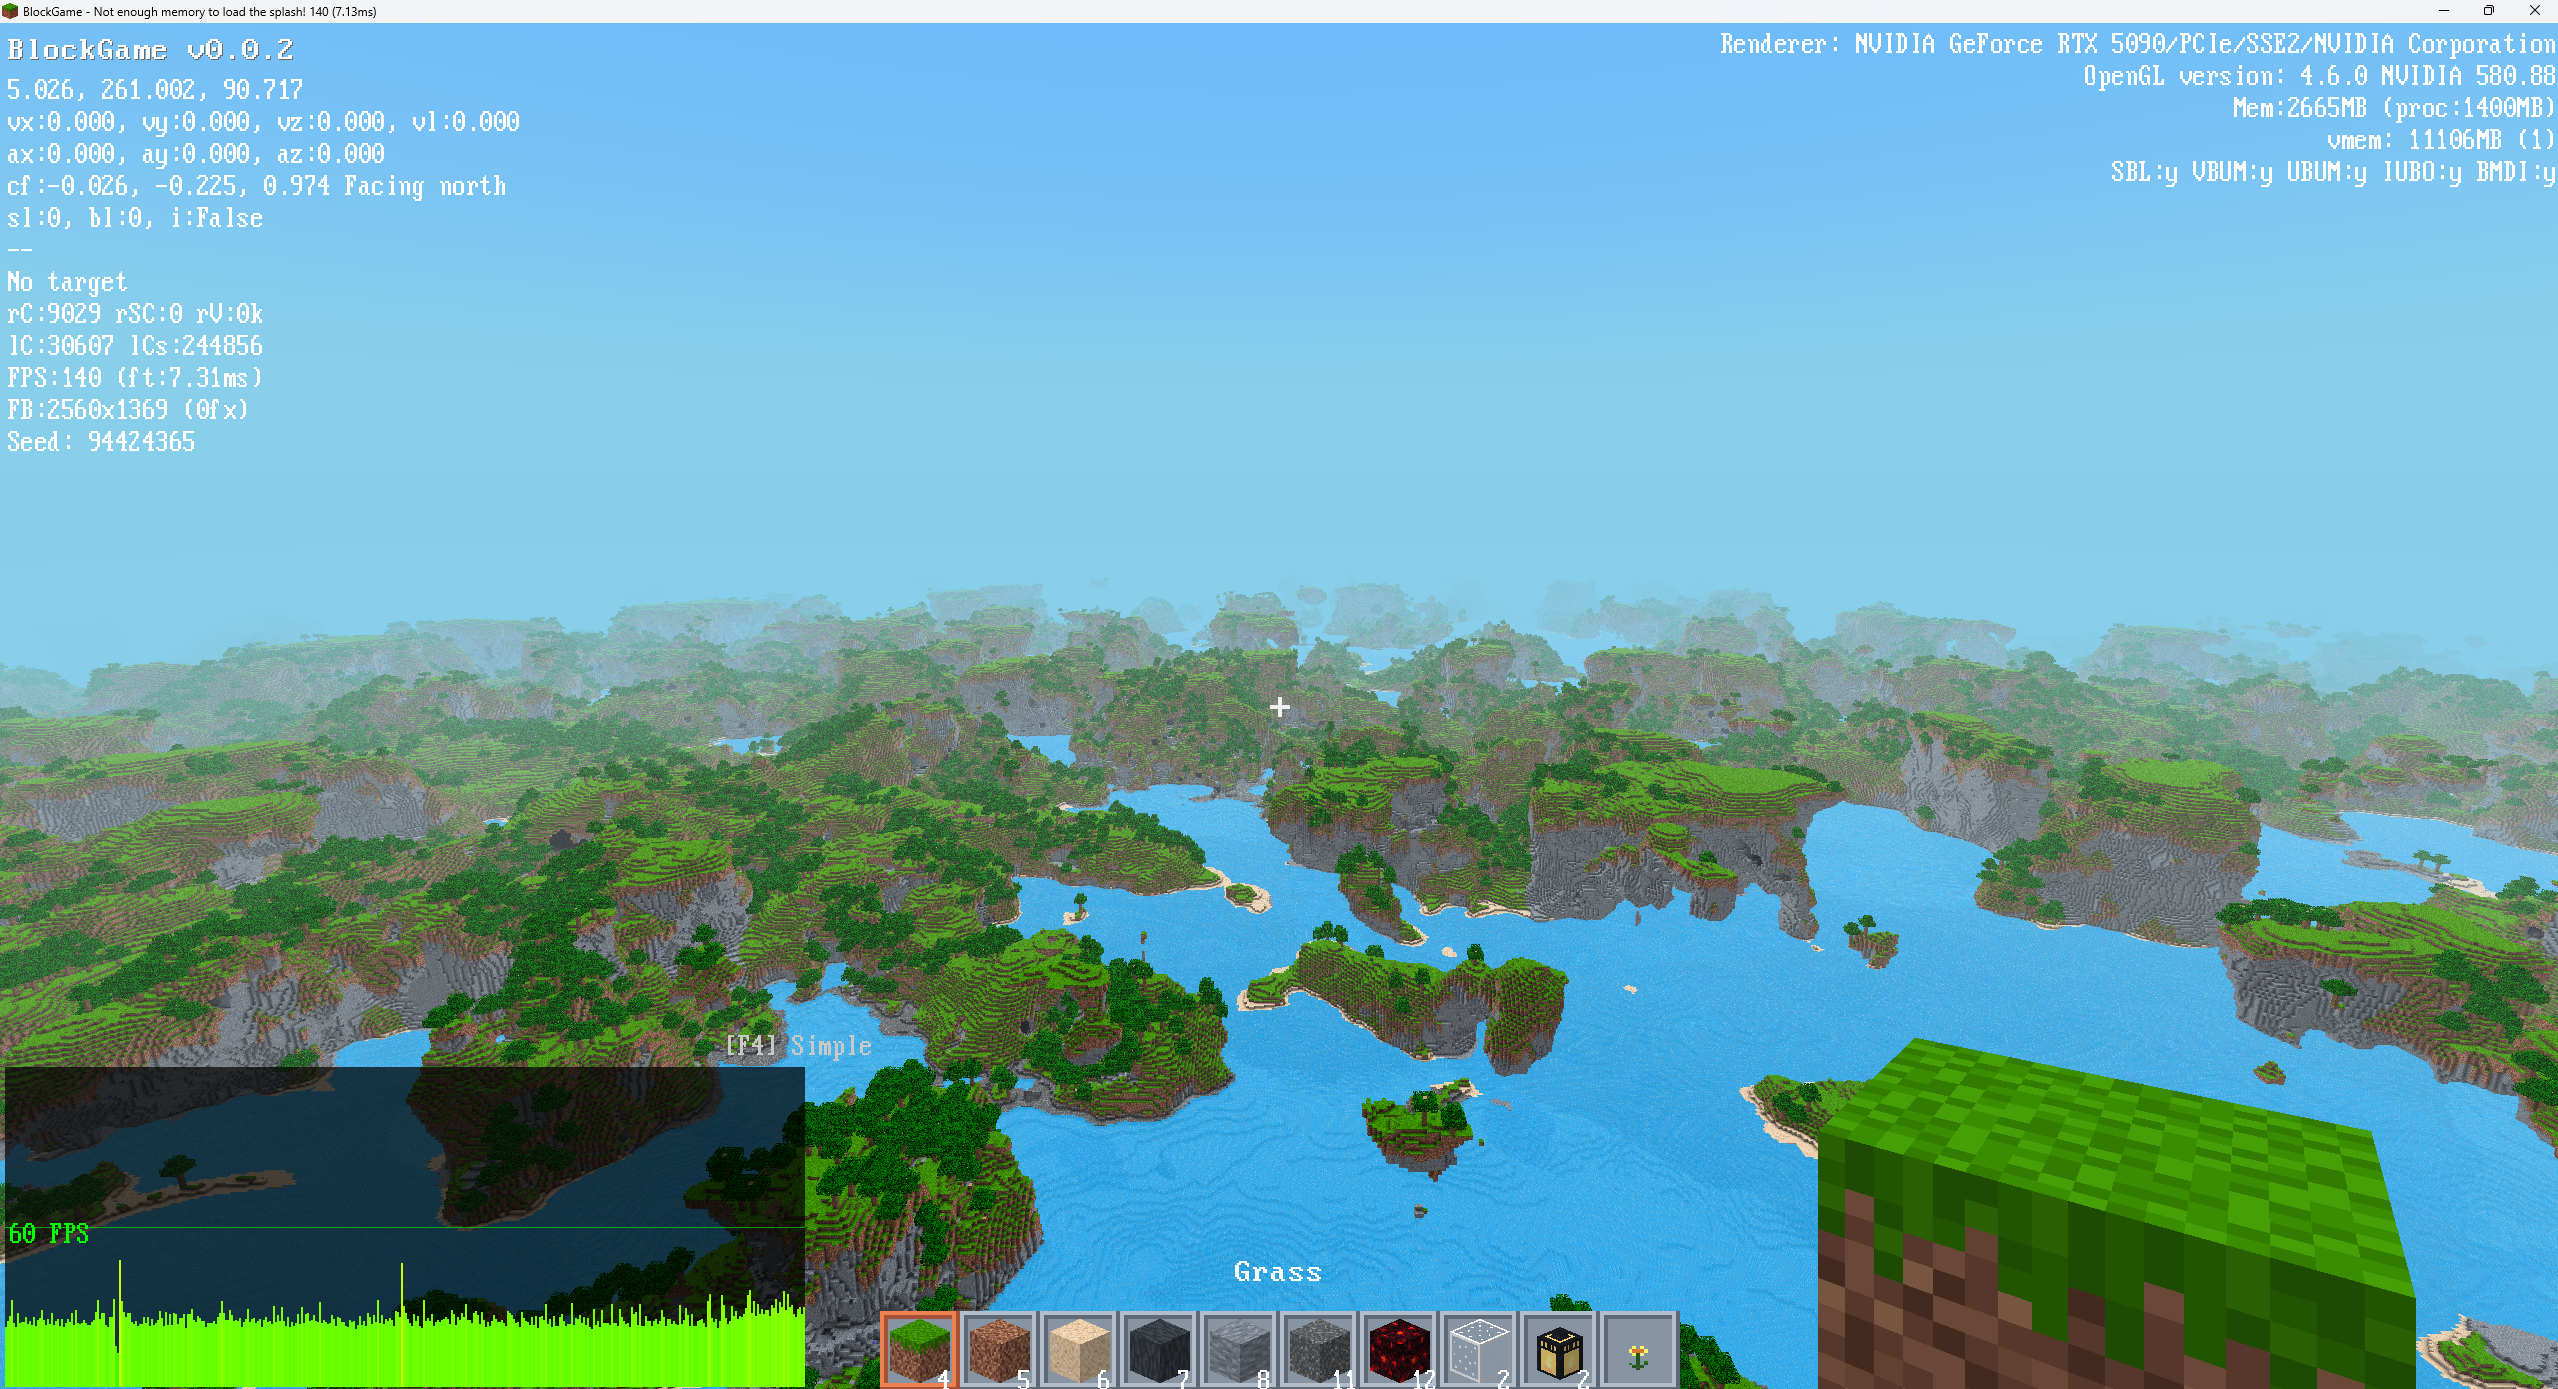 BlockGame - Not enough memory to load the splash! 140 (7.13ms)
BlockGame v0.0.2
5.026, 261.002, 90.717
vx:0.000, vy:0.000, vz:0.000, vl:0.000
ax:0.000, ay:0.000, az:0.000
cf:-0.026, -0.225, 0.974 Facing north
sl:0, bl:0, i:False
--
No target
rC:9029 rSC:0 rV:0k
lC:30607 lCs:244856
FPS:140 (ft:7.31ms)
FB:2560x1369 (0fx)
Seed: 94424365
Renderer: NVIDIA GeForce RTX 5090/PCIe/SSE2/NVIDIA Corporation
OpenGL version: 4.6.0 NVIDIA 580.88
Mem:2665MB (proc:1400MB)
vmem: 11106MB (1)
SBL:y VBUM:y UBUM:y IUBO:y BMDI:y
[F4] Simple
60 FPS
Grass
4 5 6 7 8 11 12 2 2